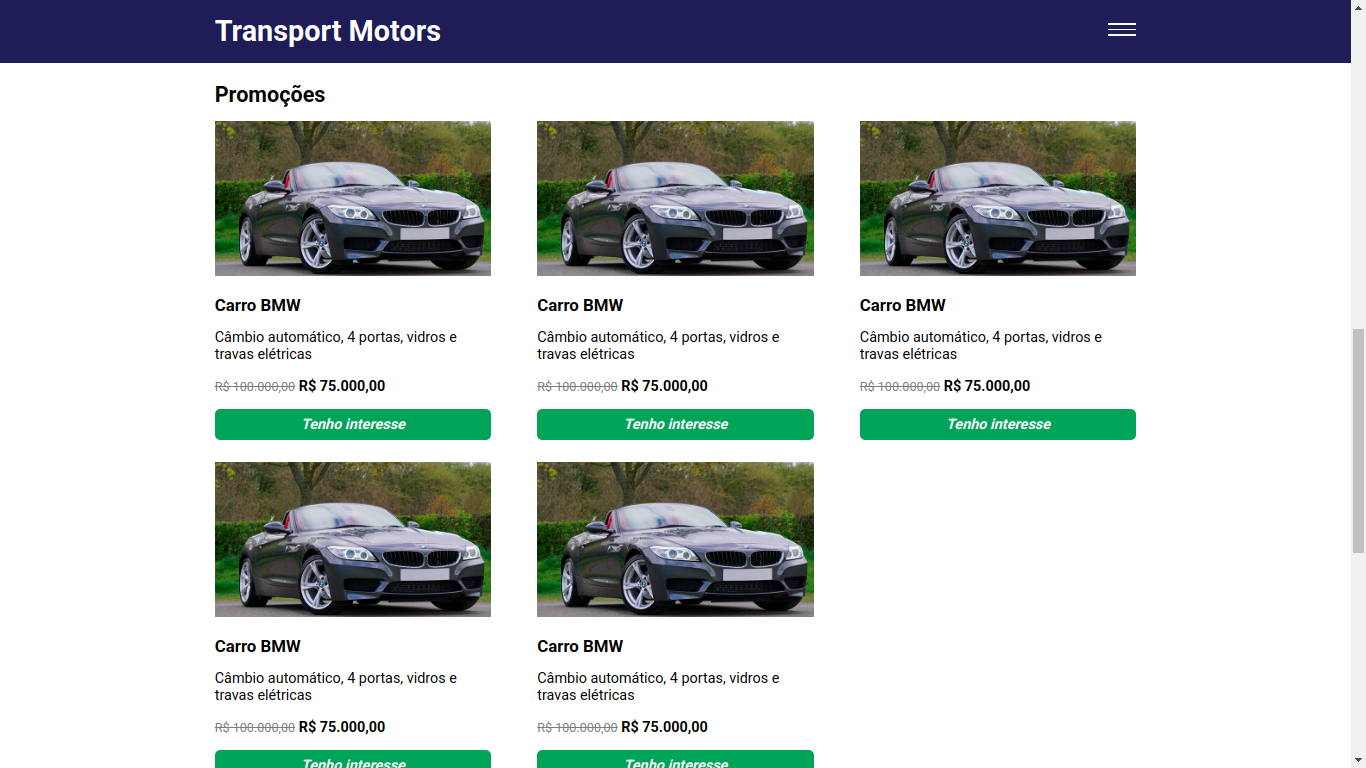 Transport Motors
Promoções
Carro BMW
Câmbio automático, 4 portas, vidros e
travas elétricas
R$ 100.000,00 R$ 75.000,00
Tenho interesse
Carro BMW
Câmbio automático, 4 portas, vidros e
travas elétricas
R$ 100.000,00 R$ 75.000,00
Tenho interesse
Carro BMW
Câmbio automático, 4 portas, vidros e
travas elétricas
R$ 100.000,00 R$ 75.000,00
Tenho interesse
Carro BMW
Câmbio automático, 4 portas, vidros e
travas elétricas
R$ 100.000,00 R$ 75.000,00
Tenho interesse
Carro BMW
Câmbio automático, 4 portas, vidros e
travas elétricas
R$ 100.000,00 R$ 75.000,00
Tenho interesse